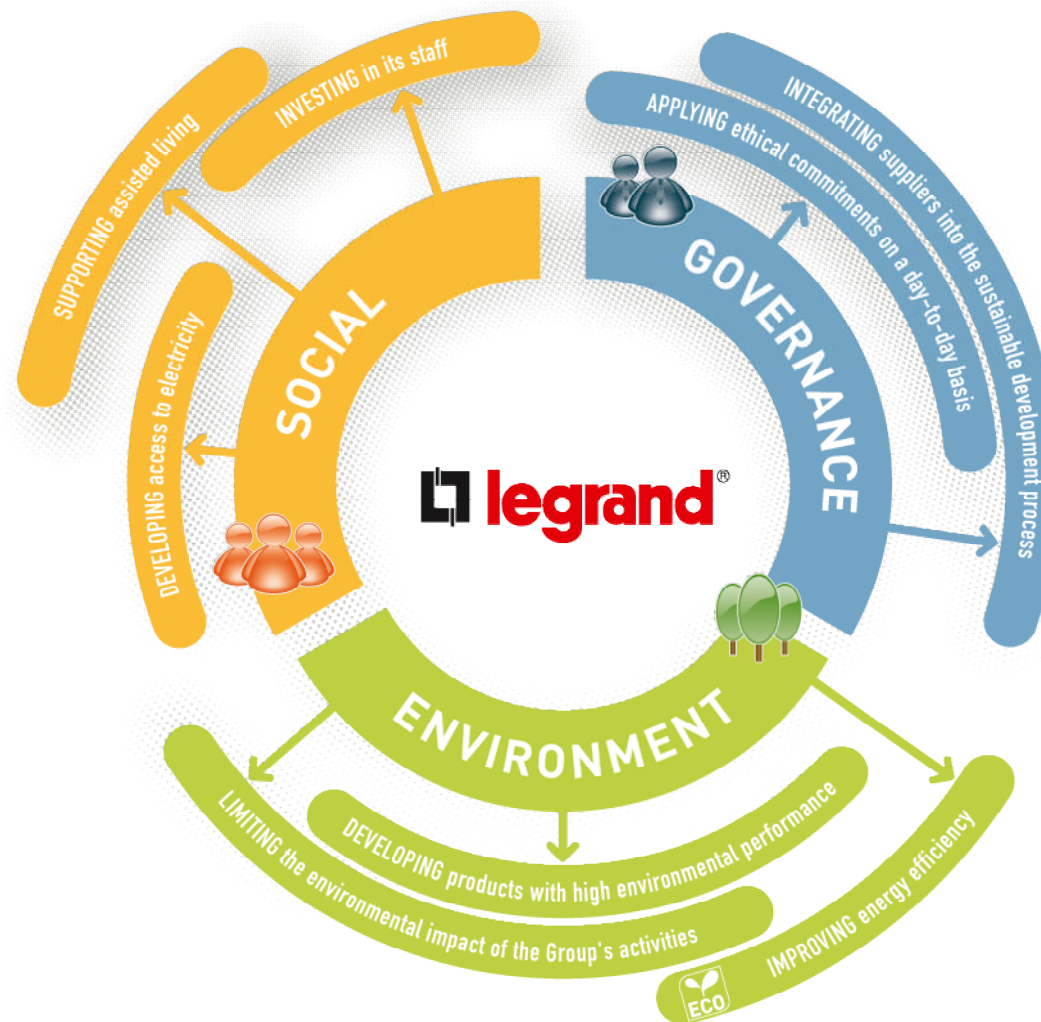 INVESTING in its staff
SUPPORTING assisted living
DEVELOPING access to electricity
SOCIAL
INTEGRATING suppliers into the sustainable development process
APPLYING ethical commitments on a day-to-day basis
GOVERNANCE
legrand®
ENVIRONMENT
DEVELOPING products with high environmental performance
LIMITING the environmental impact of the Group's activities
IMPROVING energy efficiency
ECO